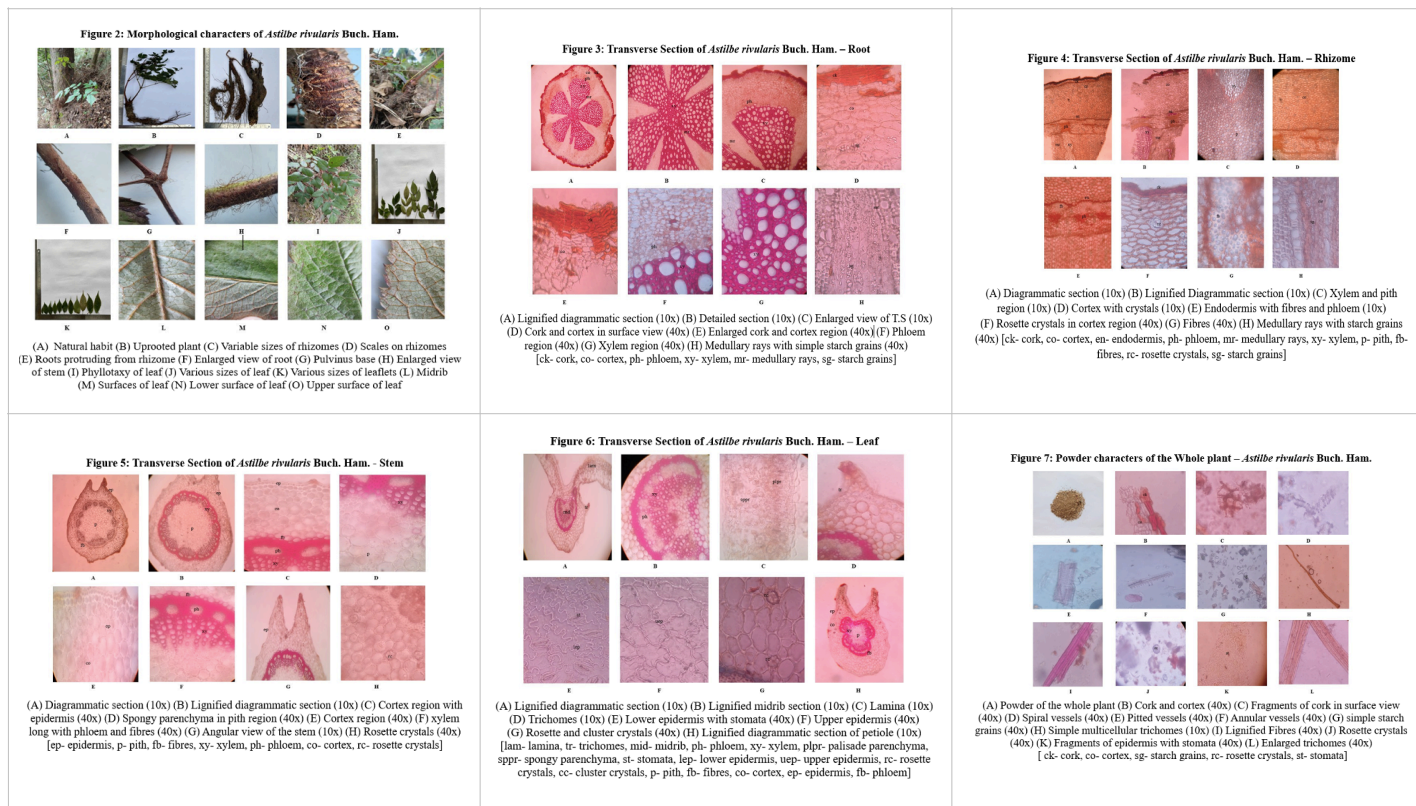 Figure 2: Morphological characters of Astilbe rivularis Buch. Ham.
A B C D E
F G H I J
K L M N O
(A) Natural habit (B) Uprooted plant (C) Variable sizes of rhizomes (D) Scales on rhizomes
(E) Roots protruding from rhizome (F) Enlarged view of root (G) Pulvinus base (H) Enlarged view
of stem (I) Phyllotaxy of leaf (J) Various sizes of leaf (K) Various sizes of leaflets (L) Midrib
(M) Surfaces of leaf (N) Lower surface of leaf (O) Upper surface of leaf
Figure 3: Transverse Section of Astilbe rivularis Buch. Ham. – Root
A B C D
E F G H
(A) Lignified diagrammatic section (10x) (B) Detailed section (10x) (C) Enlarged view of T.S (10x)
(D) Cork and cortex in surface view (40x) (E) Enlarged cork and cortex region (40x)(F) Phloem
region (40x) (G) Xylem region (40x) (H) Medullary rays with simple starch grains (40x)
[ck- cork, co- cortex, ph- phloem, xy- xylem, mr- medullary rays, sg- starch grains]
Figure 4: Transverse Section of Astilbe rivularis Buch. Ham. – Rhizome
A B C D
E F G H
(A) Diagrammatic section (10x) (B) Lignified Diagrammatic section (10x) (C) Xylem and pith
region (10x) (D) Cortex with crystals (10x) (E) Endodermis with fibres and phloem (10x)
(F) Rosette crystals in cortex region (40x) (G) Fibres (40x) (H) Medullary rays with starch grains
(40x) [ck- cork, co- cortex, en- endodermis, ph- phloem, mr- medullary rays, xy- xylem, p- pith, fb-
fibres, rc- rosette crystals, sg- starch grains]
Figure 5: Transverse Section of Astilbe rivularis Buch. Ham. - Stem
A B C D
E F G H
(A) Diagrammatic section (10x) (B) Lignified diagrammatic section (10x) (C) Cortex region with
epidermis (40x) (D) Spongy parenchyma in pith region (40x) (E) Cortex region (40x) (F) xylem
long with phloem and fibres (40x) (G) Angular view of the stem (10x) (H) Rosette crystals (40x)
[ep- epidermis, p- pith, fb- fibres, xy- xylem, ph- phloem, co- cortex, rc- rosette crystals]
Figure 6: Transverse Section of Astilbe rivularis Buch. Ham. – Leaf
A B C D
E F G H
(A) Lignified diagrammatic section (10x) (B) Lignified midrib section (10x) (C) Lamina (10x)
(D) Trichomes (10x) (E) Lower epidermis with stomata (40x) (F) Upper epidermis (40x)
(G) Rosette and cluster crystals (40x) (H) Lignified diagrammatic section of petiole (10x)
[lam- lamina, tr- trichomes, mid- midrib, ph- phloem, xy- xylem, plpr- palisade parenchyma,
sppr- spongy parenchyma, st- stomata, lep- lower epidermis, uep- upper epidermis, rc- rosette
crystals, cc- cluster crystals, p- pith, fb- fibres, co- cortex, ep- epidermis, fb- phloem]
Figure 7: Powder characters of the Whole plant – Astilbe rivularis Buch. Ham.
A B C D
E F G H
I J K L
(A) Powder of the whole plant (B) Cork and cortex (40x) (C) Fragments of cork in surface view
(40x) (D) Spiral vessels (40x) (E) Pitted vessels (40x) (F) Annular vessels (40x) (G) simple starch
grains (40x) (H) Simple multicellular trichomes (10x) (I) Lignified Fibres (40x) (J) Rosette crystals
(40x) (K) Fragments of epidermis with stomata (40x) (L) Enlarged trichomes (40x)
[ ck- cork, co- cortex, sg- starch grains, rc- rosette crystals, st- stomata]